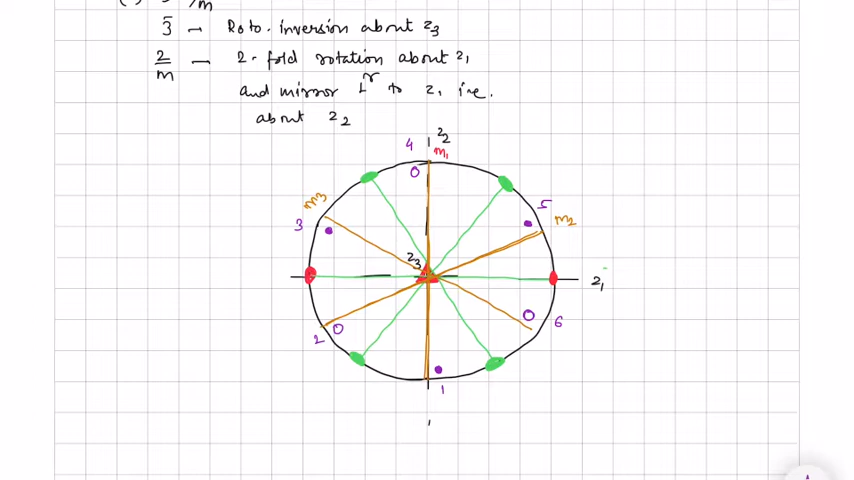 3̄ — Roto. inversion about z3
2/m — 2-fold rotation about z1
and mirror ⊥r to z1 i.e.
about z2
z2
4
m1
m3
5
m2
3
z3
z1
2
6
1